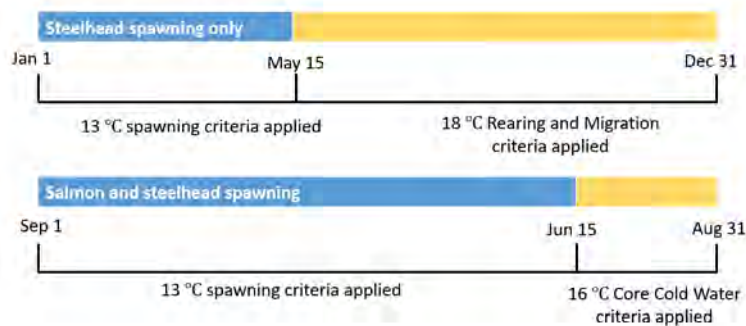 Steelhead spawning only
Jan 1
May 15
Dec 31
13 °C spawning criteria applied
18 °C Rearing and Migration
criteria applied
Salmon and steelhead spawning
Sep 1
Jun 15
Aug 31
13 °C spawning criteria applied
16 °C Core Cold Water
criteria applied